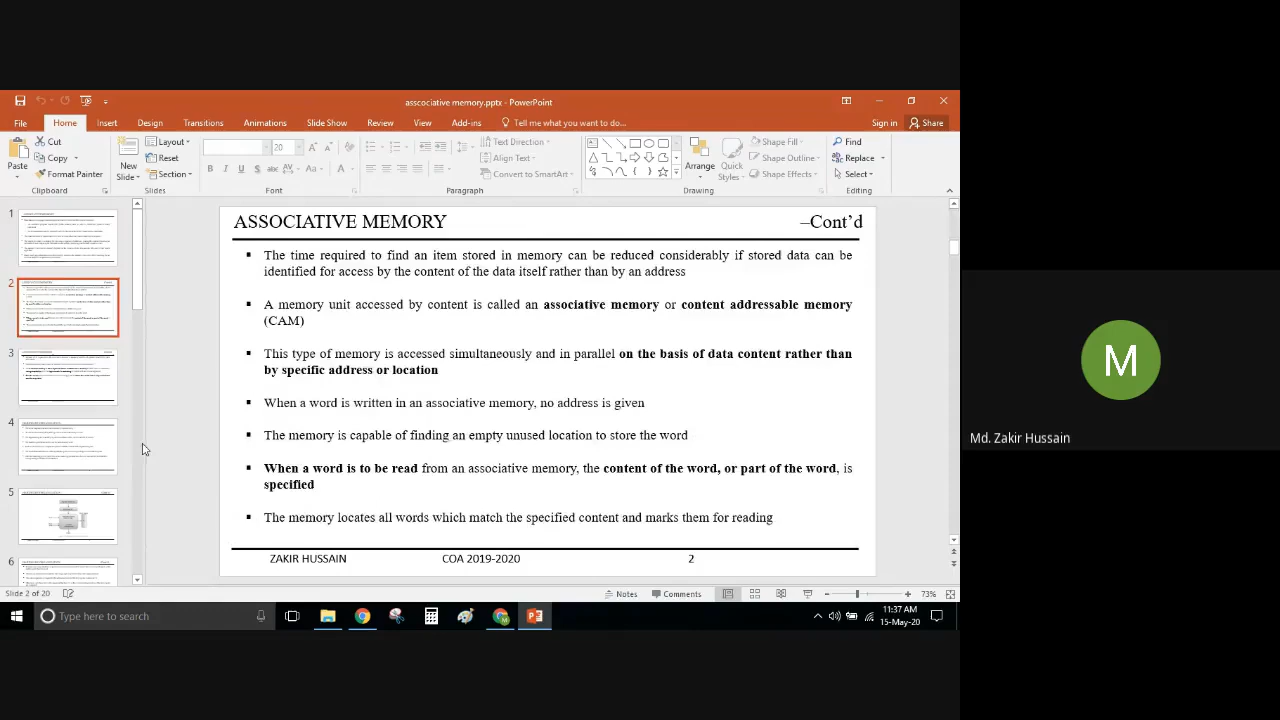 asscociative memory.pptx - PowerPoint
File Home Insert Design Transitions Animations Slide Show Review View Add-ins Tell me what you want to do... Sign in Share
Paste
Cut
Copy
Format Painter
Clipboard
New Slide
Layout
Reset
Section
Slides
20
Font
Paragraph
Text Direction
Align Text
Convert to SmartArt
Arrange
Quick Styles
Shape Fill
Shape Outline
Shape Effects
Drawing
Find
Replace
Select
Editing
1
2
3
4
5
6
ASSOCIATIVE MEMORY –Cont'd
The time required to find an item stored in memory can be reduced considerably if stored data can be
identified for access by the content of the data itself rather than by an address
A memory unit accessed by content is called an associative memory or content addressable memory
(CAM)
This type of memory is accessed simultaneously and in parallel on the basis of data content rather than
by specific address or location
When a word is written in an associative memory, no address is given
The memory is capable of finding an empty unused location to store the word
When a word is to be read from an associative memory, the content of the word, or part of the word, is
specified
The memory locates all words which match the specified content and marks them for reading
ZAKIR HUSSAIN COA 2019-2020 2
Slide 2 of 20 Notes Comments 73%
Type here to search
11:37 AM
15-May-20
M
Md. Zakir Hussain